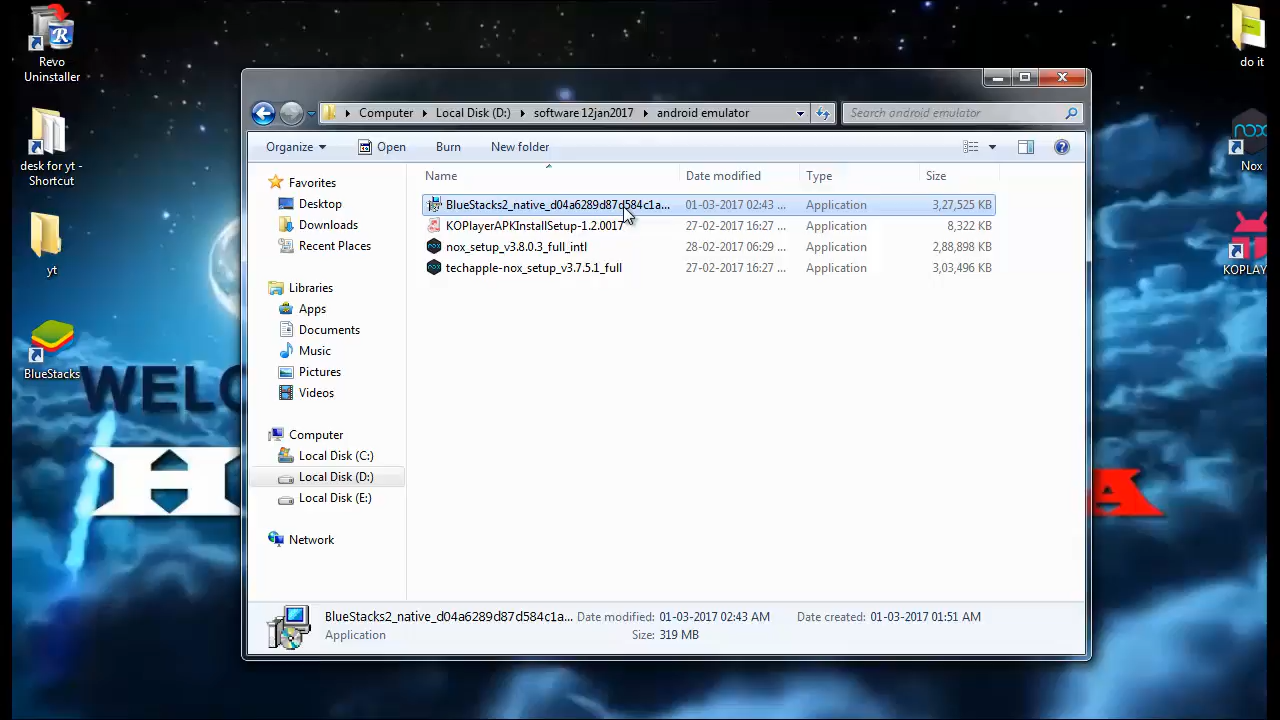 Revo
Uninstaller
desk for yt -
Shortcut
yt
BlueStacks
do it
Nox
KOPLAY
WELC
H
A
Computer
Local Disk (D:)
software 12jan2017
android emulator
Search android emulator
Organize
Open
Burn
New folder
Favorites
Desktop
Downloads
Recent Places
Libraries
Apps
Documents
Music
Pictures
Videos
Computer
Local Disk (C:)
Local Disk (D:)
Local Disk (E:)
Network
Name Date modified Type Size
BlueStacks2_native_d04a6289d87d584c1a... 01-03-2017 02:43 ... Application 3,27,525 KB
KOPlayerAPKInstallSetup-1.2.0017 27-02-2017 16:27 ... Application 8,322 KB
nox_setup_v3.8.0.3_full_intl 28-02-2017 06:29 ... Application 2,88,898 KB
techapple-nox_setup_v3.7.5.1_full 27-02-2017 16:27 ... Application 3,03,496 KB
BlueStacks2_native_d04a6289d87d584c1a... Date modified: 01-03-2017 02:43 AM Date created: 01-03-2017 01:51 AM
Application Size: 319 MB